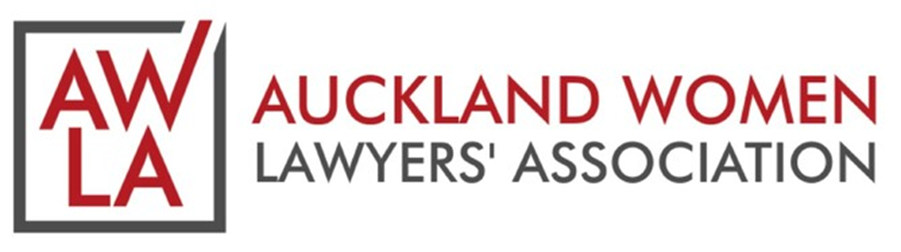 AW
LA
AUCKLAND WOMEN
LAWYERS' ASSOCIATION